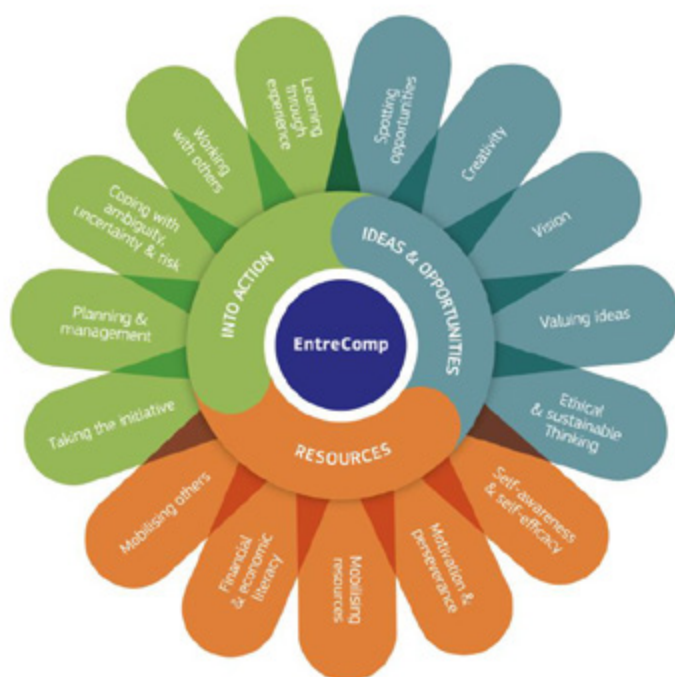 EntreComp
IDEAS & OPPORTUNITIES
Spotting
opportunities
Creativity
Vision
Valuing ideas
Ethical
& sustainable
Thinking
RESOURCES
Self-awareness
& self-efficacy
Motivation &
perseverance
Mobilising
resources
Financial
& economic
literacy
Mobilising others
INTO ACTION
Taking the initiative
Planning &
management
Coping with
ambiguity,
uncertainty & risk
Working
with others
Learning
through
experience